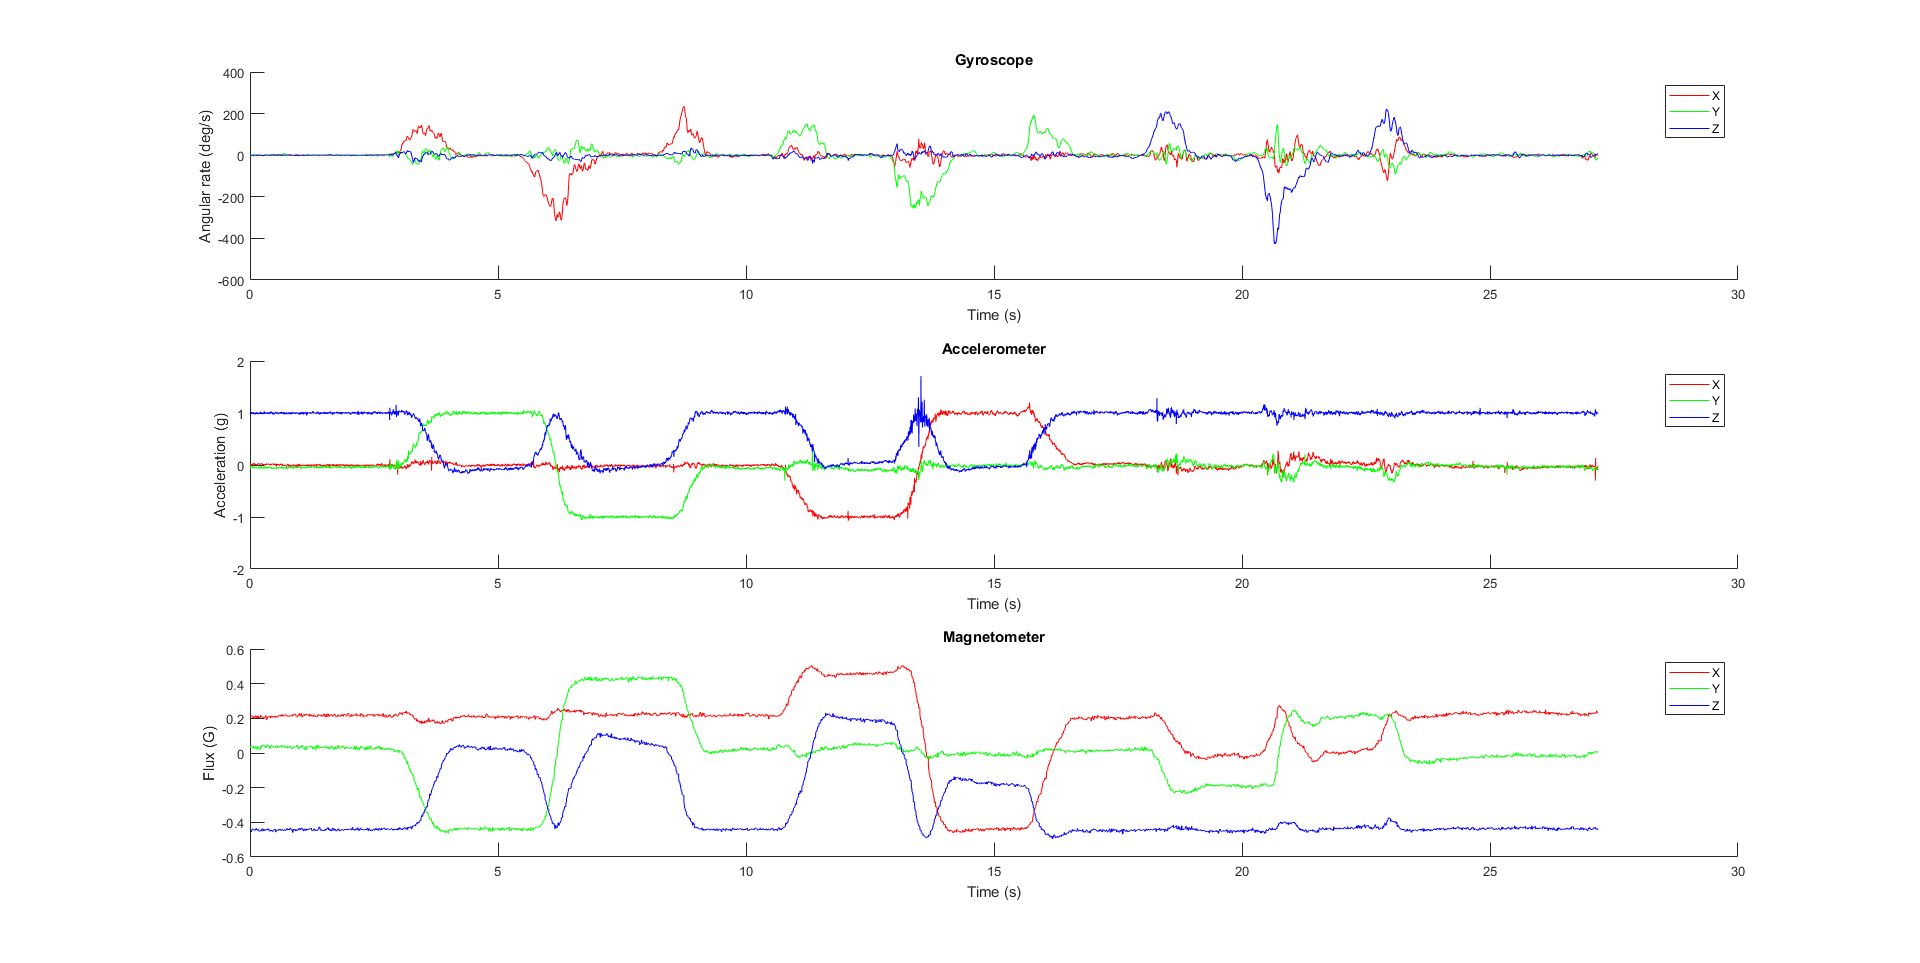 Gyroscope
Angular rate (deg/s)
400
200
0
-200
-400
-600
0 5 10 15 20 25 30
Time (s)
X
Y
Z
Accelerometer
Acceleration (g)
2
1
0
-1
-2
0 5 10 15 20 25 30
Time (s)
X
Y
Z
Magnetometer
Flux (G)
0.6
0.4
0.2
0
-0.2
-0.4
-0.6
0 5 10 15 20 25 30
Time (s)
X
Y
Z